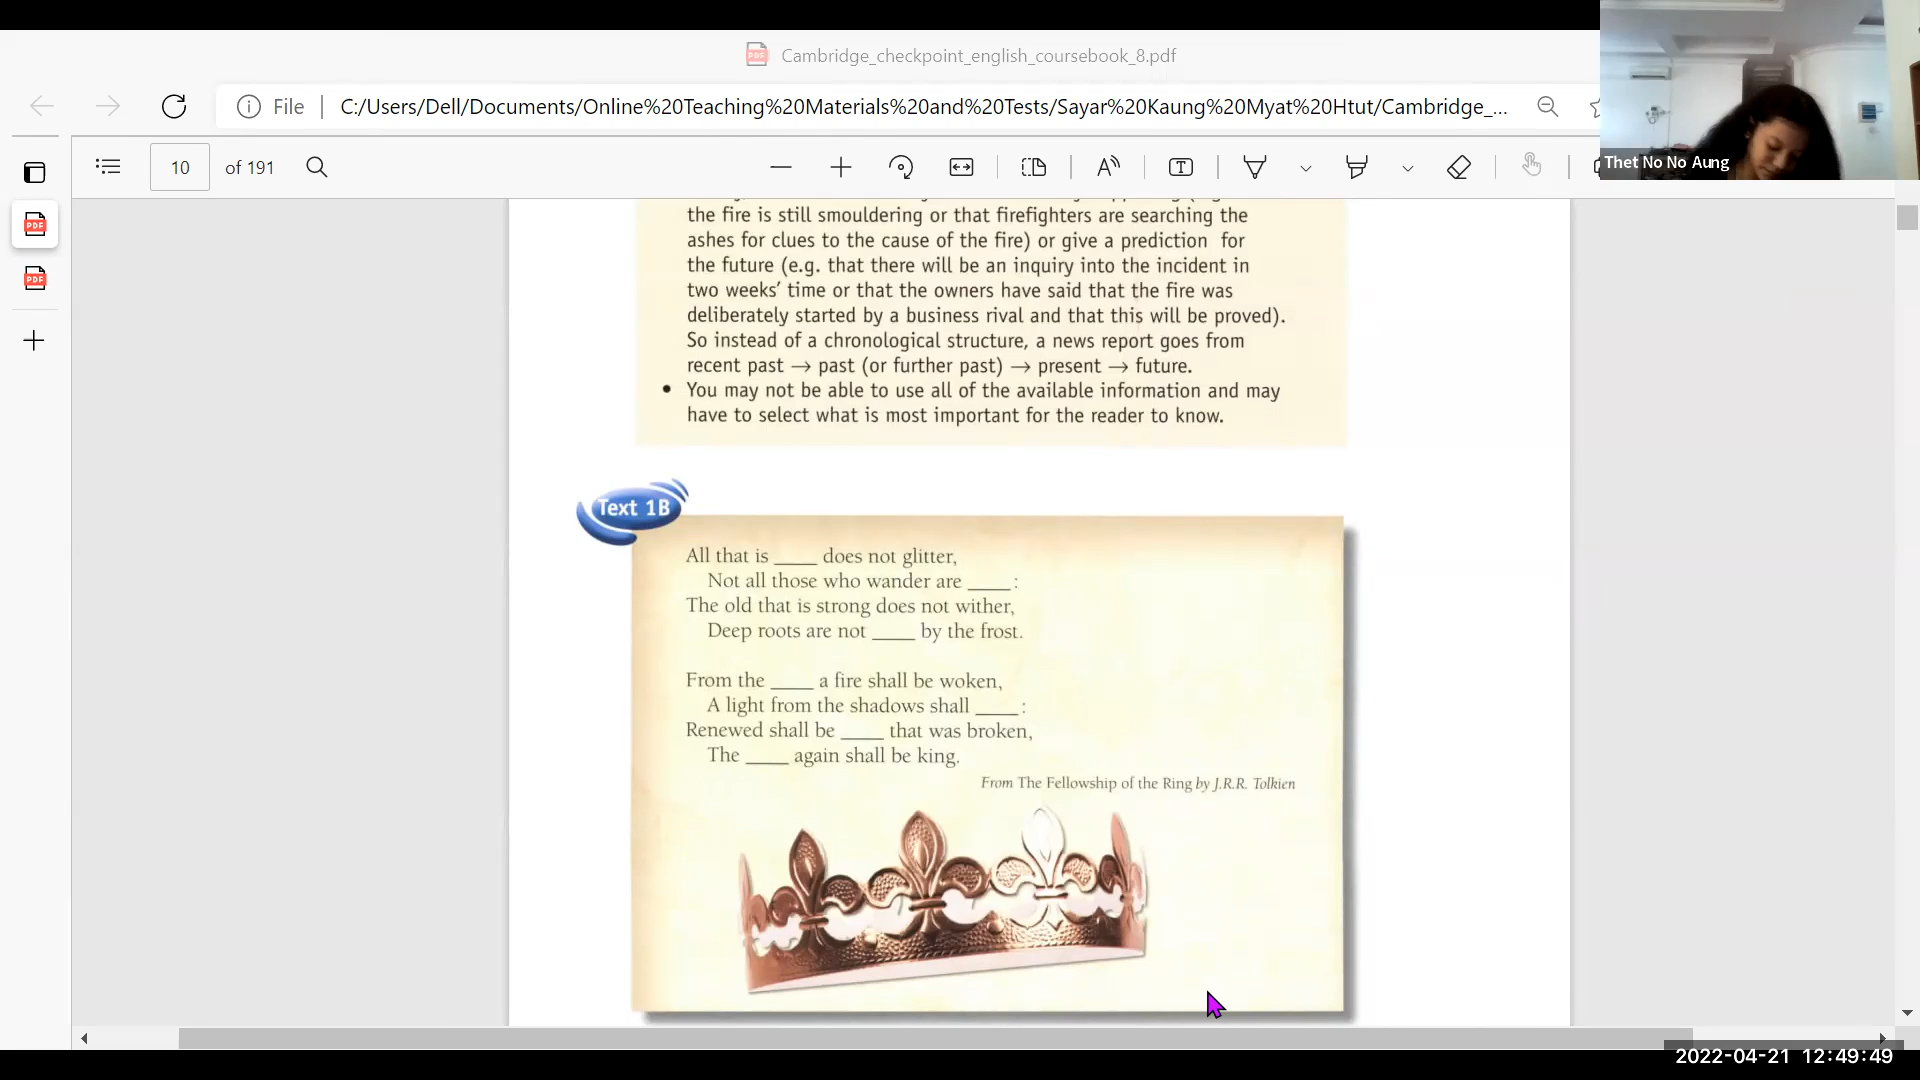 Cambridge_checkpoint_english_coursebook_8.pdf
File
C:/Users/Dell/Documents/Online%20Teaching%20Materials%20and%20Tests/Sayar%20Kaung%20Myat%20Htut/Cambridge_...
10 of 191
Thet No No Aung
the fire is still smouldering or that firefighters are searching the
ashes for clues to the cause of the fire) or give a prediction for
the future (e.g. that there will be an inquiry into the incident in
two weeks' time or that the owners have said that the fire was
deliberately started by a business rival and that this will be proved).
So instead of a chronological structure, a news report goes from
recent past → past (or further past) → present → future.
• You may not be able to use all of the available information and may
have to select what is most important for the reader to know.
Text 1B
All that is ____ does not glitter,
Not all those who wander are ____:
The old that is strong does not wither,
Deep roots are not ____ by the frost.
From the ____ a fire shall be woken,
A light from the shadows shall ____:
Renewed shall be ____ that was broken,
The ____ again shall be king.
From The Fellowship of the Ring by J.R.R. Tolkien
2022-04-21 12:49:49